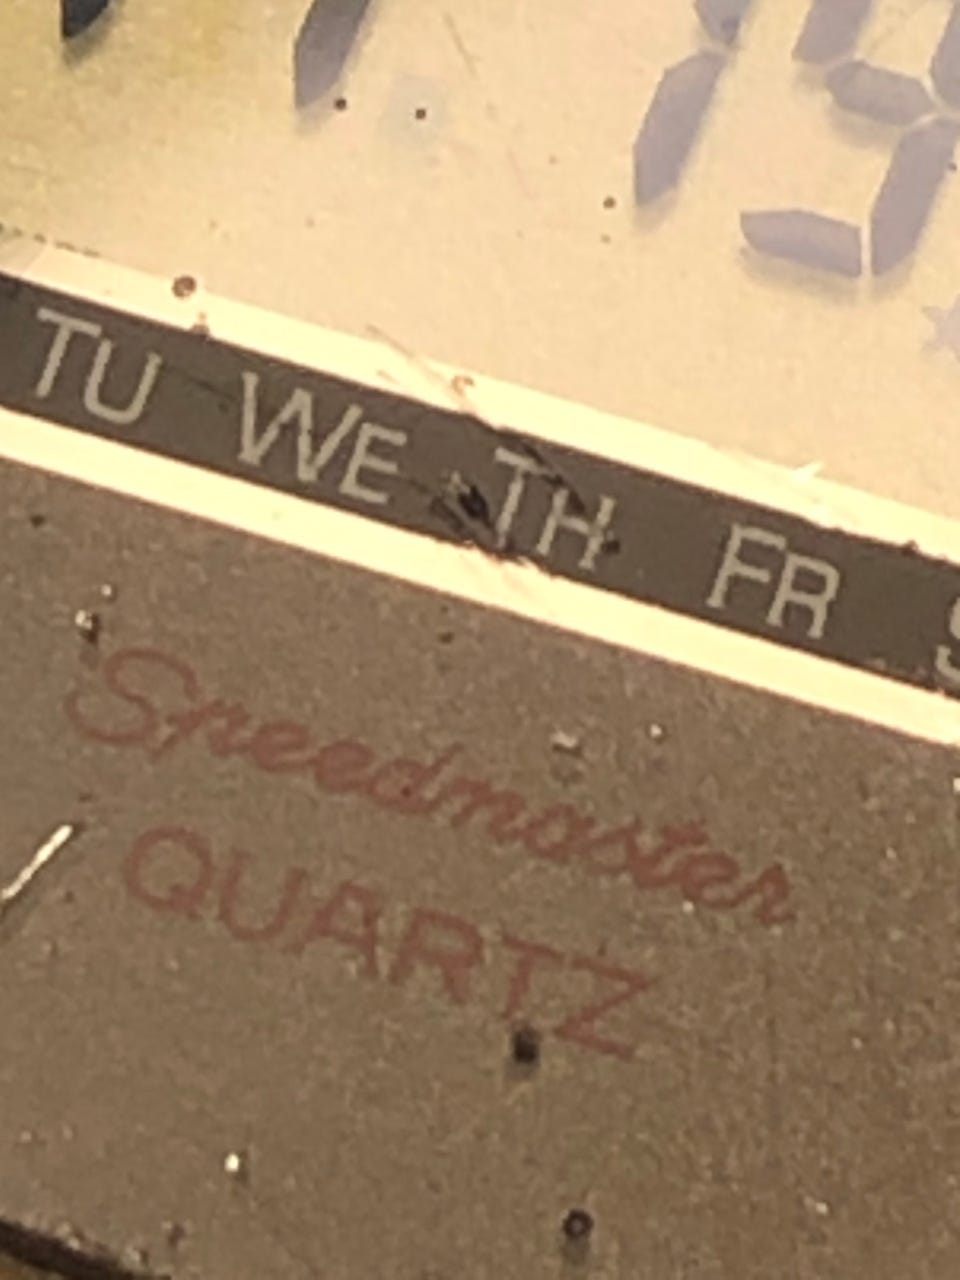 TU WE TH FR S
Speedmaster
QUARTZ